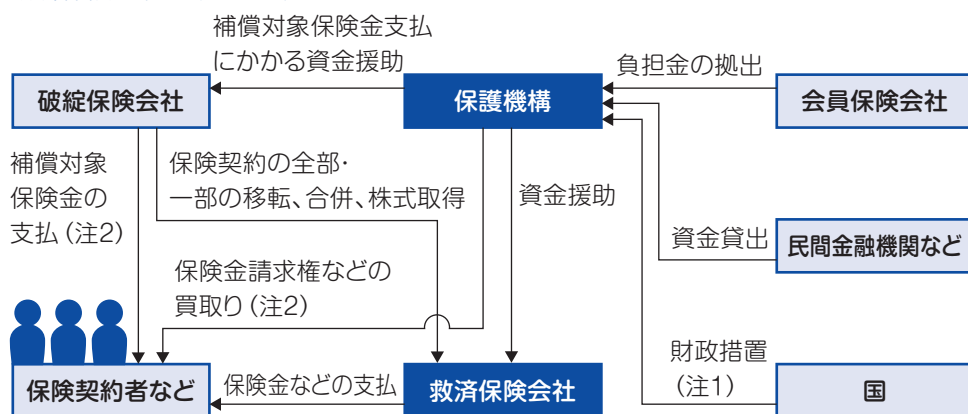 補償対象保険金支払
にかかる資金援助
負担金の拠出
破綻保険会社
保護機構
会員保険会社
補償対象
保険金の
支払(注2)
保険契約の全部・
一部の移転、合併、株式取得
資金援助
資金貸出
民間金融機関など
保険金請求権などの
買取り(注2)
財政措置
(注1)
保険契約者など
保険金などの支払
救済保険会社
国